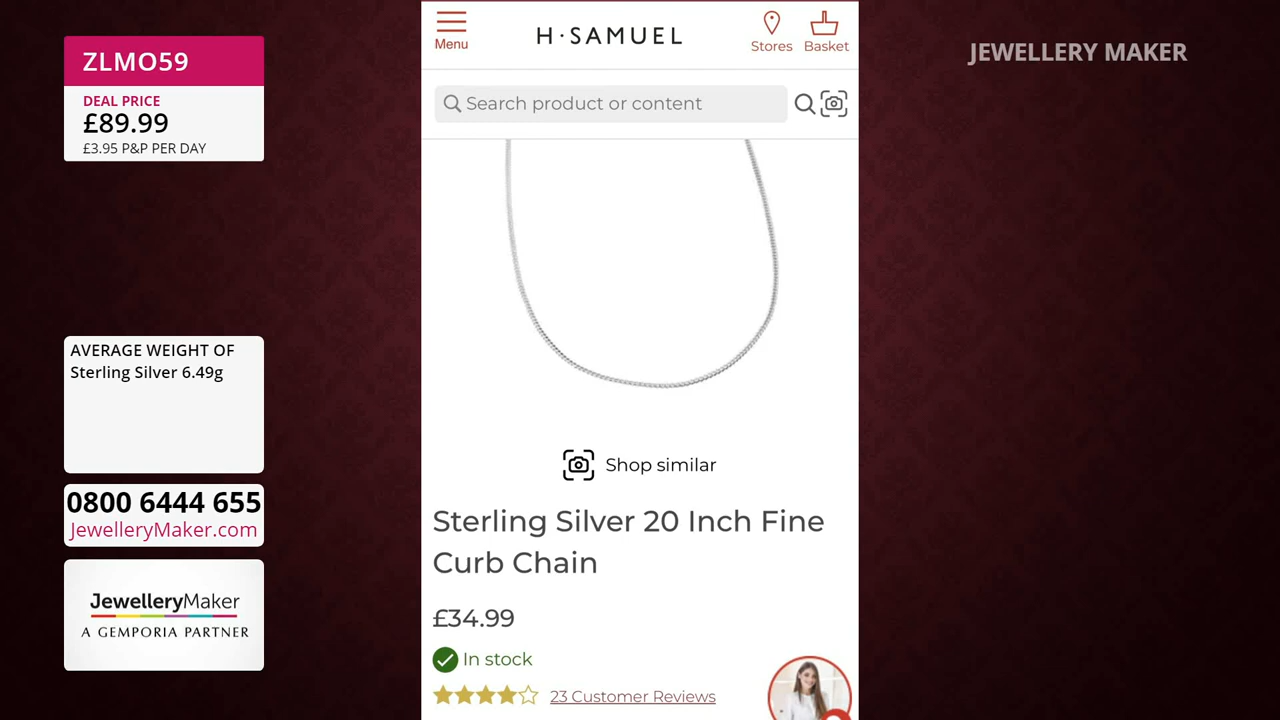 ZLMO59
DEAL PRICE
£89.99
£3.95 P&P PER DAY
AVERAGE WEIGHT OF
Sterling Silver 6.49g
0800 6444 655
JewelleryMaker.com
JewelleryMaker
A GEMPORIA PARTNER
Menu
H·SAMUEL
Stores
Basket
Search product or content
Shop similar
Sterling Silver 20 Inch Fine
Curb Chain
£34.99
In stock
23 Customer Reviews
JEWELLERY MAKER